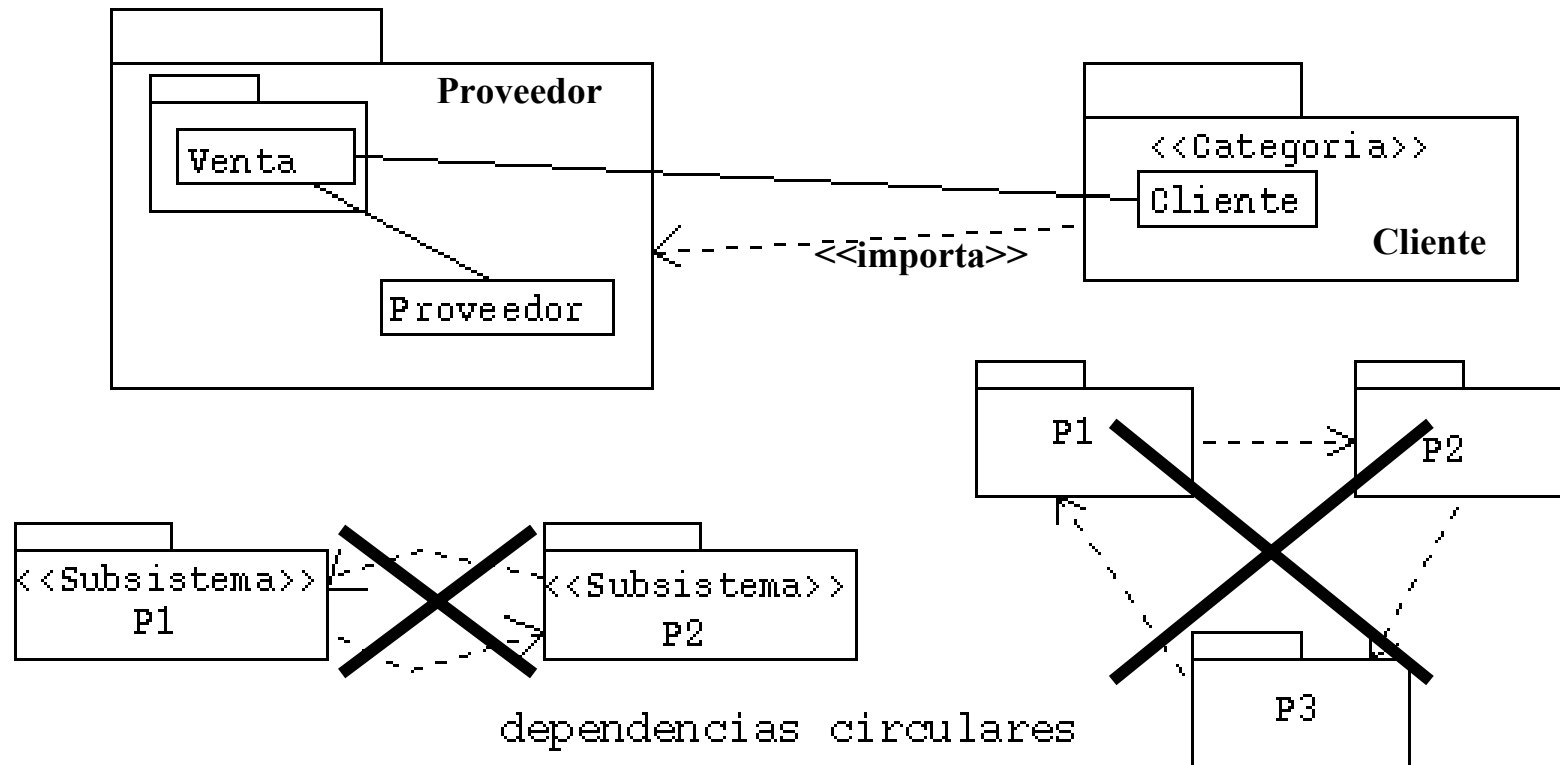 Proveedor
Venta
Proveedor
<<Categoria>>
Cliente
Cliente
<<importa>>
P1
P2
P3
<<Subsistema>>
P1
<<Subsistema>>
P2
dependencias circulares